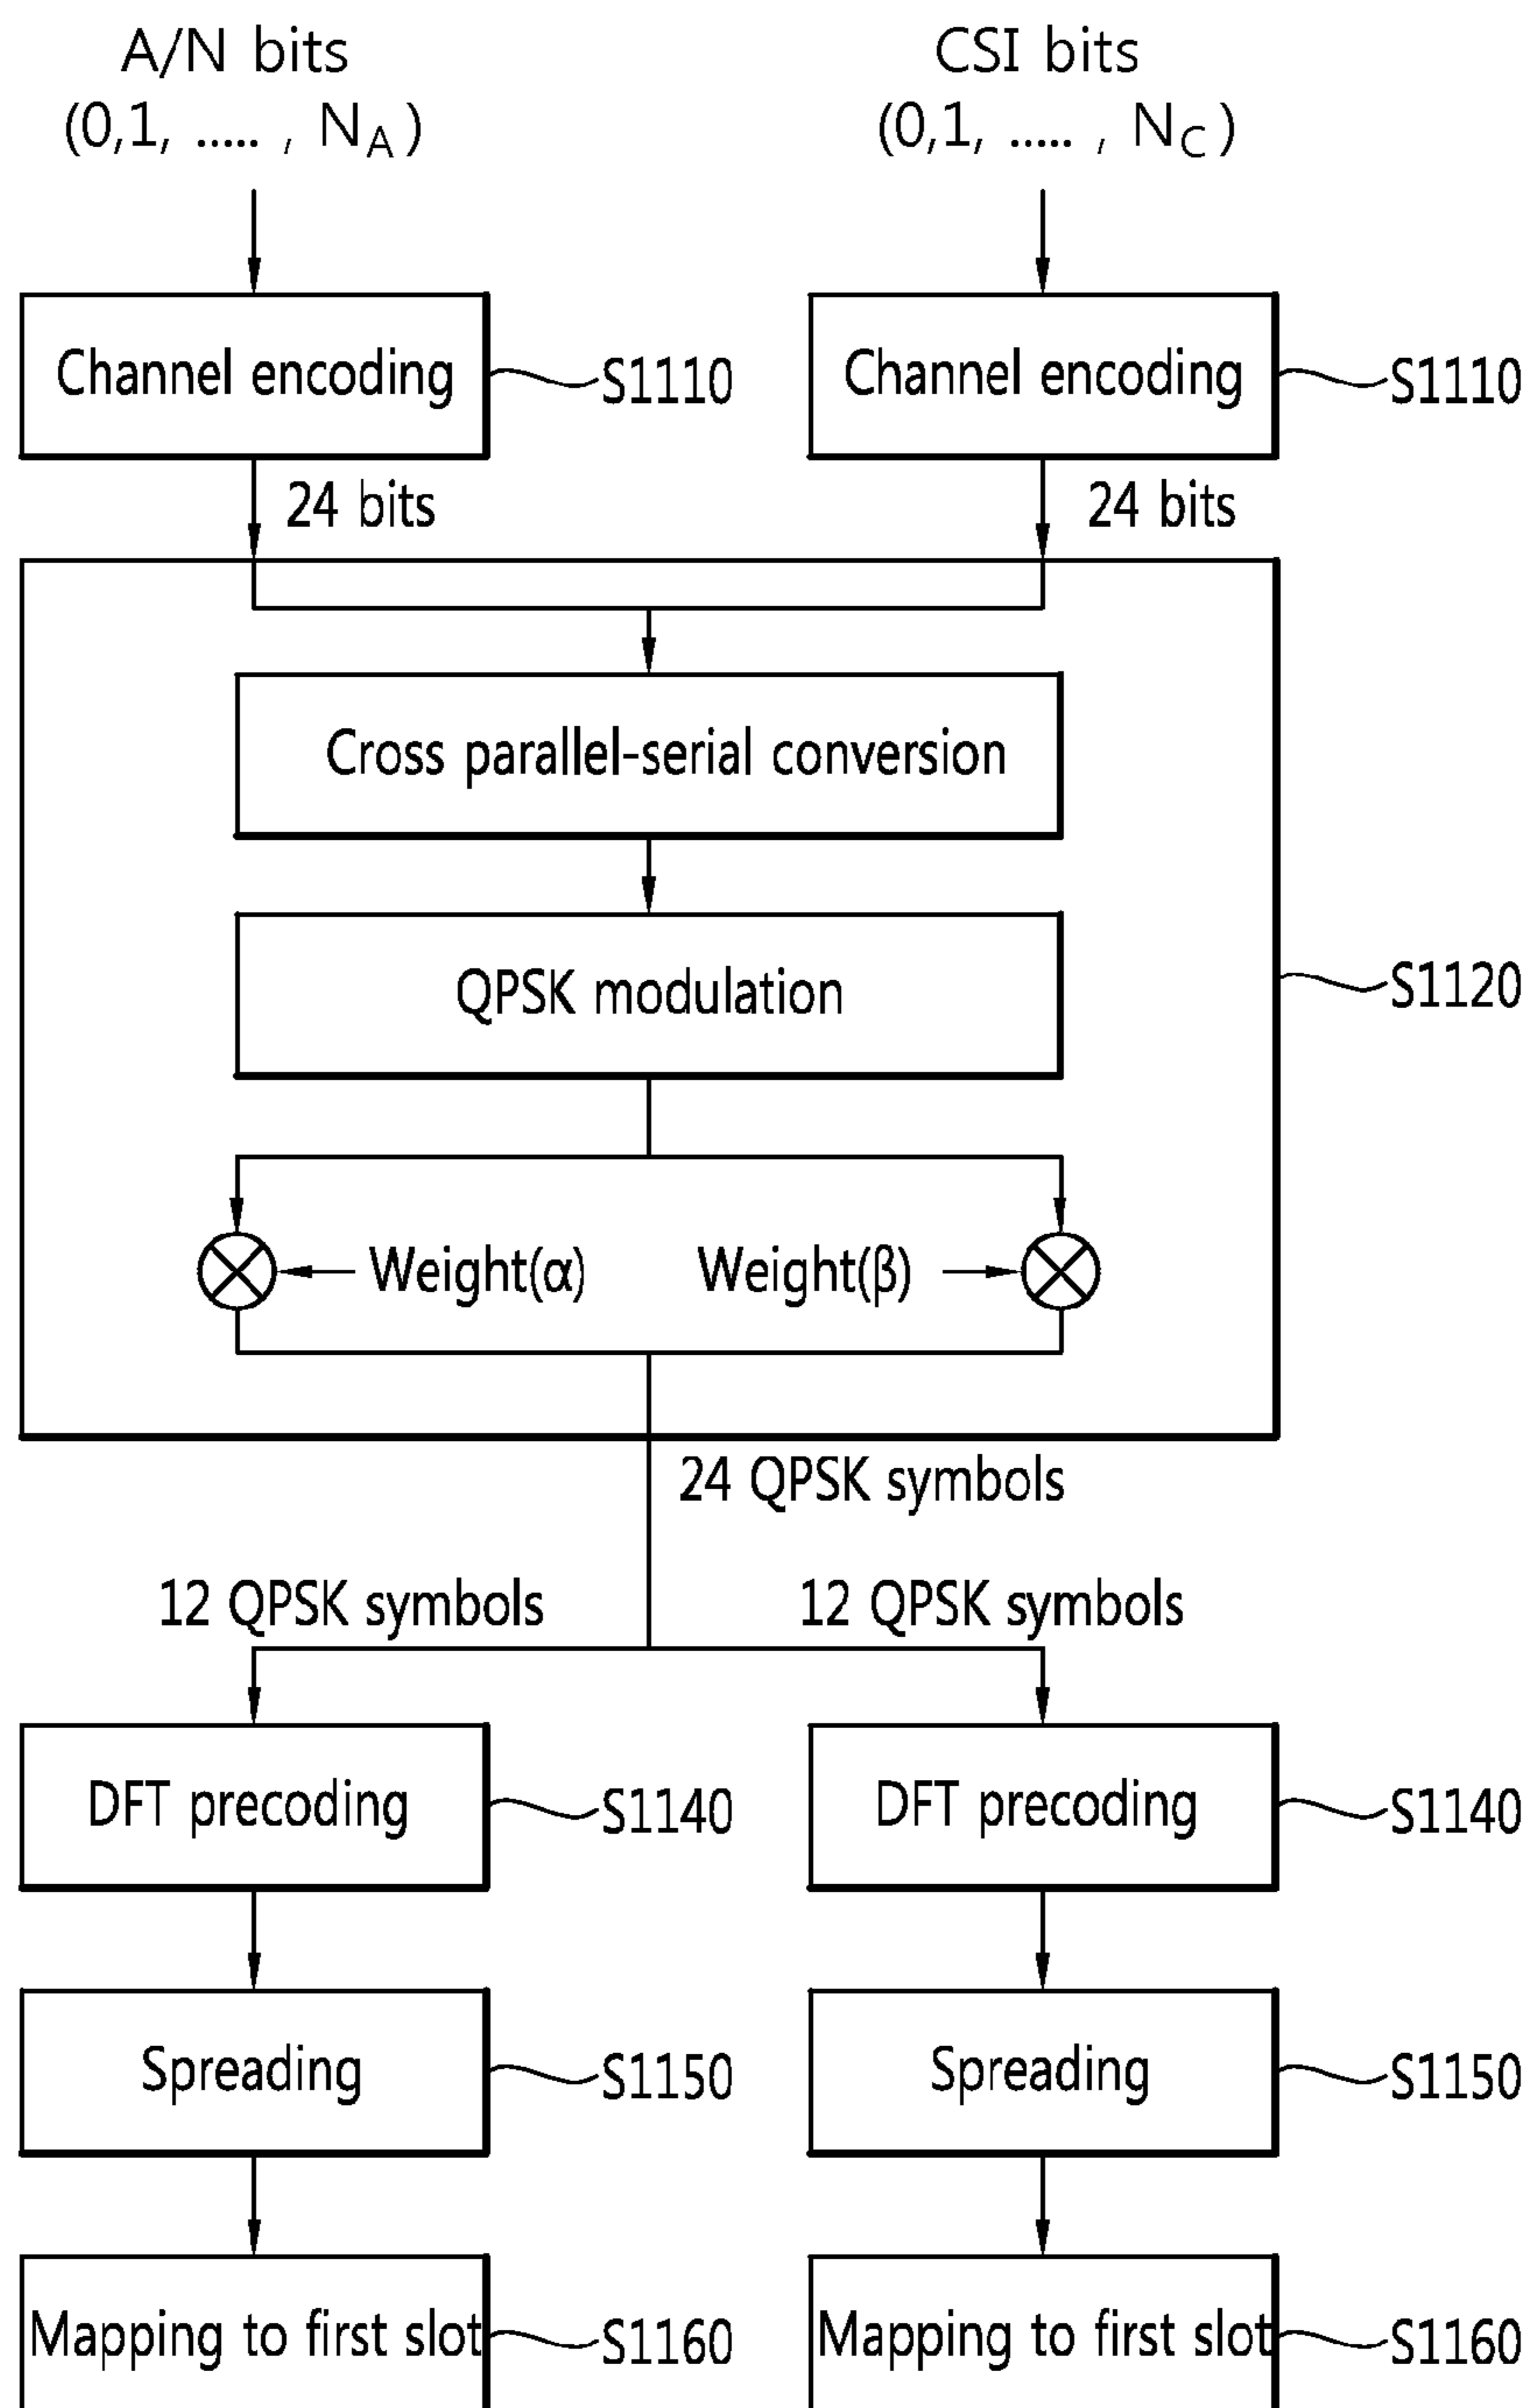 A/N bits
(0,1, ..... , NA)
CSI bits
(0,1, ..... , NC)
Channel encoding
S1110
Channel encoding
S1110
24 bits
24 bits
Cross parallel-serial conversion
QPSK modulation
S1120
Weight(α)
Weight(β)
24 QPSK symbols
12 QPSK symbols
12 QPSK symbols
DFT precoding
S1140
DFT precoding
S1140
Spreading
S1150
Spreading
S1150
Mapping to first slot
S1160
Mapping to first slot
S1160